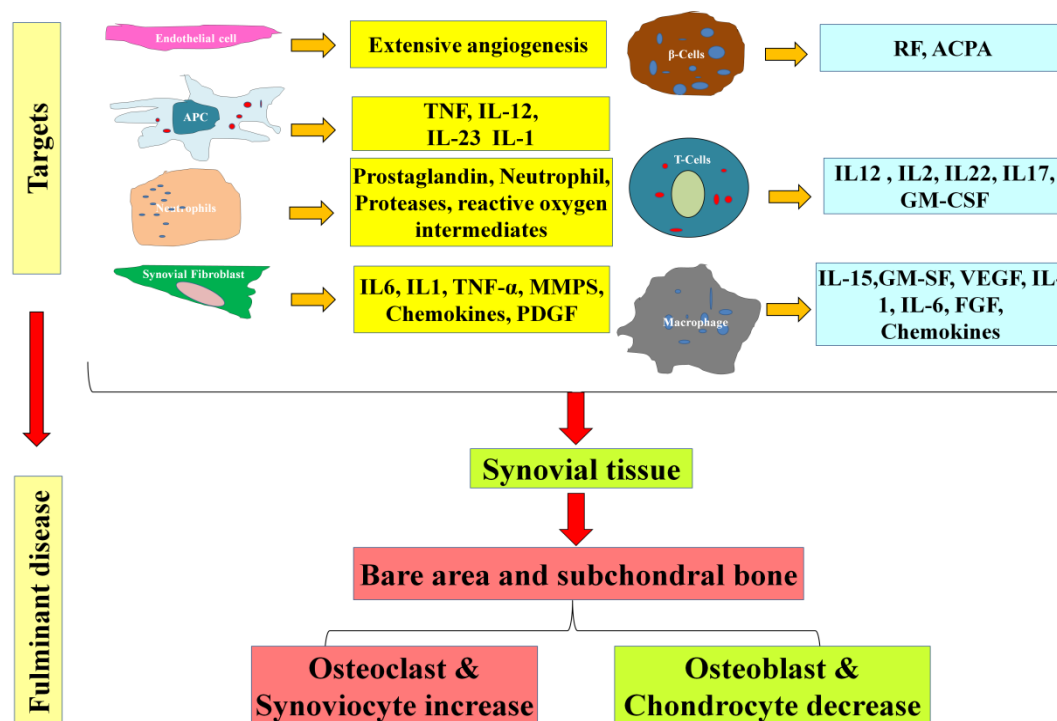 Targets
Endothelial cell
Extensive angiogenesis
APC
TNF, IL-12,
IL-23 IL-1
Neutrophils
Prostaglandin, Neutrophil,
Proteases, reactive oxygen
intermediates
Synovial Fibroblast
IL6, IL1, TNF-α, MMPS,
Chemokines, PDGF
β-Cells
RF, ACPA
T-Cells
IL12 , IL2, IL22, IL17,
GM-CSF
Macrophage
IL-15,GM-SF, VEGF, IL-
1, IL-6, FGF,
Chemokines
Synovial tissue
Fulminant disease
Bare area and subchondral bone
Osteoclast &
Synoviocyte increase
Osteoblast &
Chondrocyte decrease